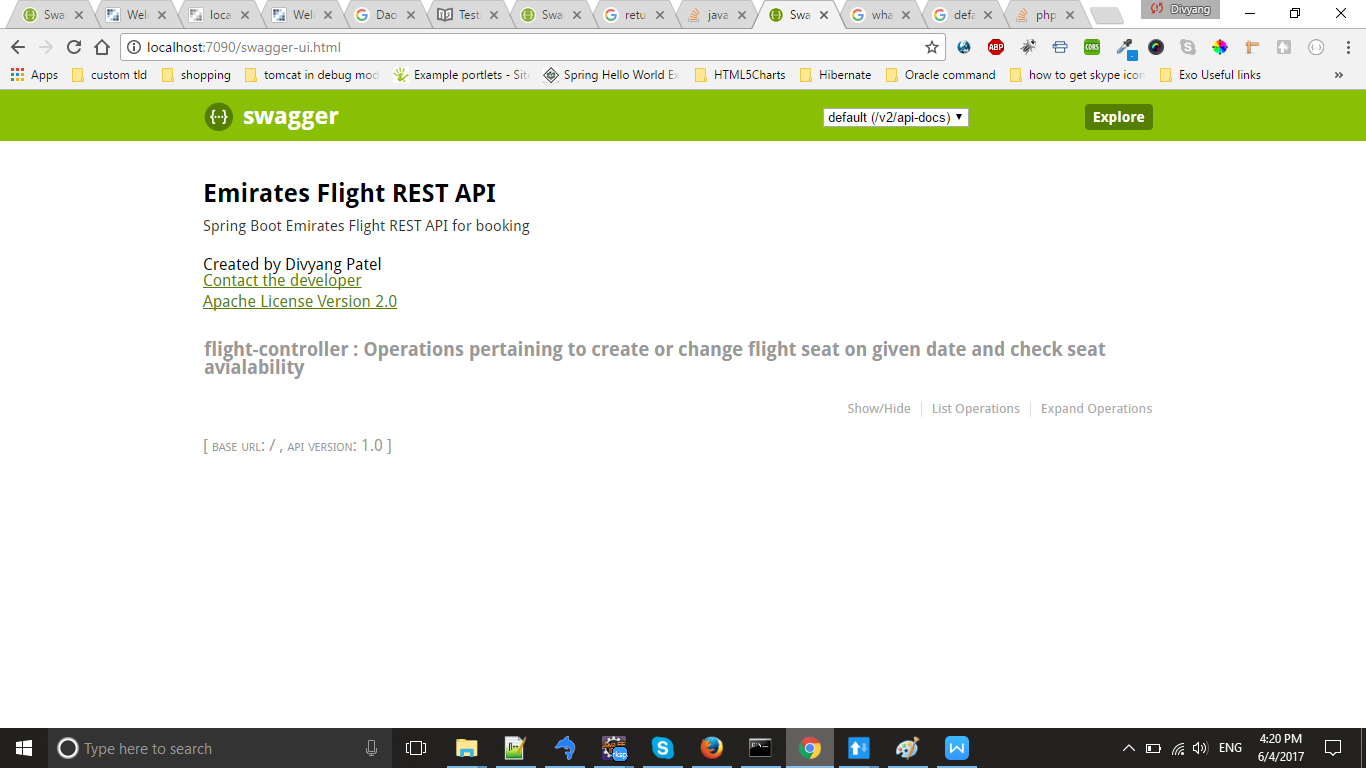 Swa
Welc
loca
Welc
Dao
Test
Swa
retu
java
Swa
wha
defa
php
Divyang
localhost:7090/swagger-ui.html
ABP
CORS
Apps
custom tld
shopping
tomcat in debug mod
Example portlets - Sit
Spring Hello World Ex
HTML5Charts
Hibernate
Oracle command
how to get skype icon
Exo Useful links
»
{··} swagger
default (/v2/api-docs)
Explore
Emirates Flight REST API
Spring Boot Emirates Flight REST API for booking
Created by Divyang Patel
Contact the developer
Apache License Version 2.0
flight-controller : Operations pertaining to create or change flight seat on given date and check seat
avialability
Show/Hide
List Operations
Expand Operations
[ BASE URL: / , API VERSION: 1.0 ]
Type here to search
ENG
4:20 PM
6/4/2017